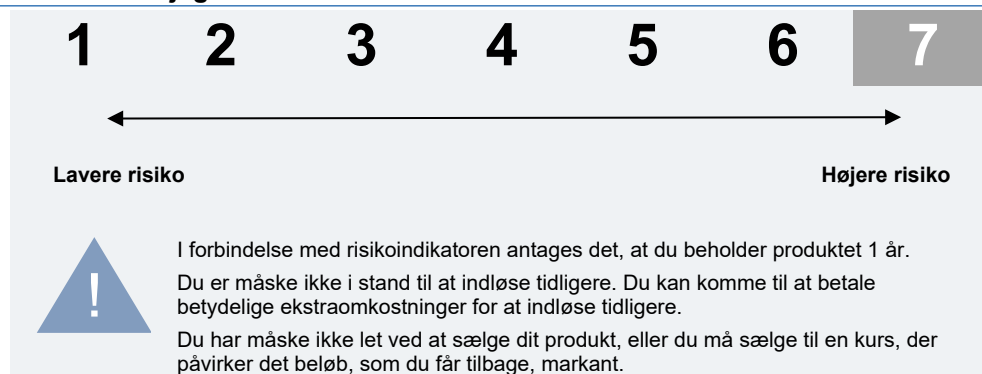 1 2 3 4 5 6 7
Lavere risiko Højere risiko
!
I forbindelse med risikoindikatoren antages det, at du beholder produktet 1 år.
Du er måske ikke i stand til at indløse tidligere. Du kan komme til at betale
betydelige ekstraomkostninger for at indløse tidligere.
Du har måske ikke let ved at sælge dit produkt, eller du må sælge til en kurs, der
påvirker det beløb, som du får tilbage, markant.